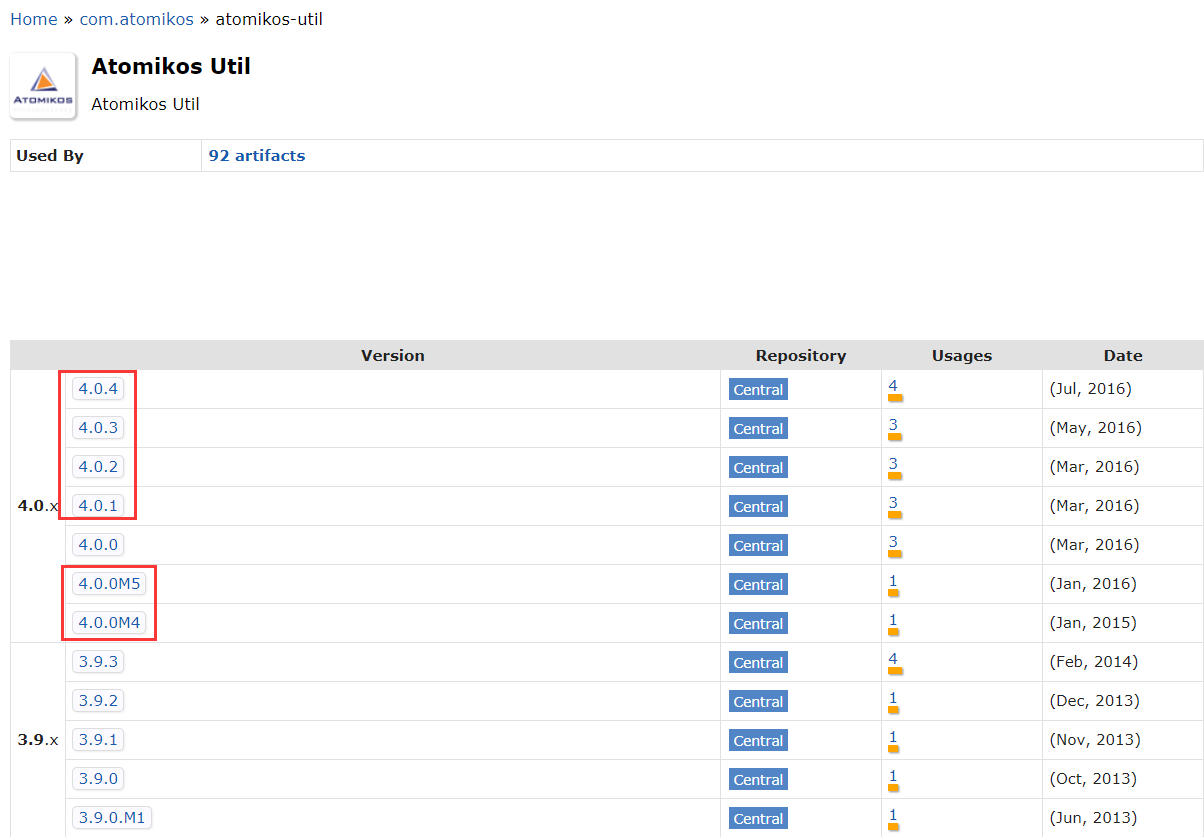 Home » com.atomikos » atomikos-util
ATOMIKOS
Atomikos Util
Atomikos Util
Used By 92 artifacts
Version Repository Usages Date
4.0.x
4.0.4 Central 4 (Jul, 2016)
4.0.3 Central 3 (May, 2016)
4.0.2 Central 3 (Mar, 2016)
4.0.1 Central 3 (Mar, 2016)
4.0.0 Central 3 (Mar, 2016)
4.0.0M5 Central 1 (Jan, 2016)
4.0.0M4 Central 1 (Jan, 2015)
3.9.x
3.9.3 Central 4 (Feb, 2014)
3.9.2 Central 1 (Dec, 2013)
3.9.1 Central 1 (Nov, 2013)
3.9.0 Central 1 (Oct, 2013)
3.9.0.M1 Central 1 (Jun, 2013)